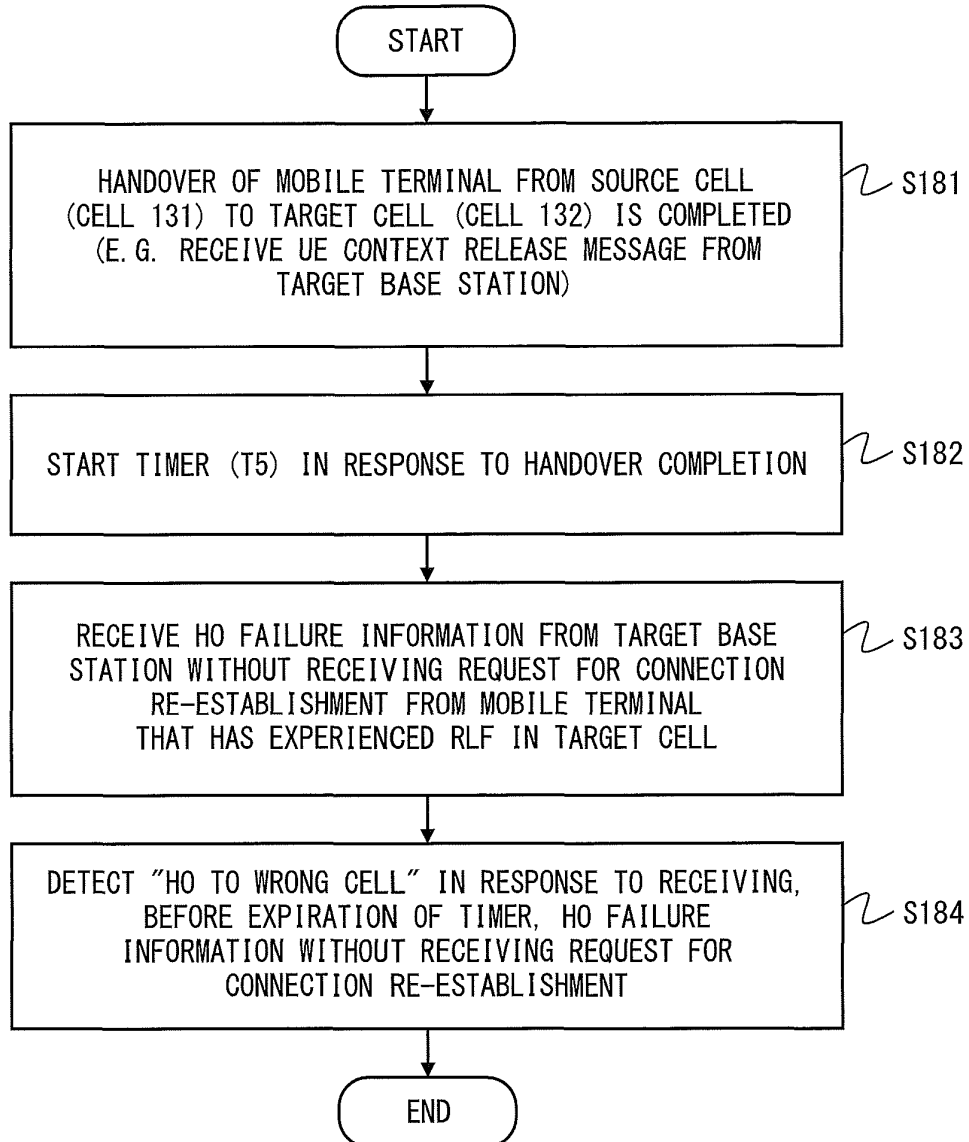 START
HANDOVER OF MOBILE TERMINAL FROM SOURCE CELL
(CELL 131) TO TARGET CELL (CELL 132) IS COMPLETED
(E.G. RECEIVE UE CONTEXT RELEASE MESSAGE FROM
TARGET BASE STATION)
S181
START TIMER (T5) IN RESPONSE TO HANDOVER COMPLETION
S182
RECEIVE HO FAILURE INFORMATION FROM TARGET BASE
STATION WITHOUT RECEIVING REQUEST FOR CONNECTION
RE-ESTABLISHMENT FROM MOBILE TERMINAL
THAT HAS EXPERIENCED RLF IN TARGET CELL
S183
DETECT "HO TO WRONG CELL" IN RESPONSE TO RECEIVING,
BEFORE EXPIRATION OF TIMER, HO FAILURE
INFORMATION WITHOUT RECEIVING REQUEST FOR
CONNECTION RE-ESTABLISHMENT
S184
END